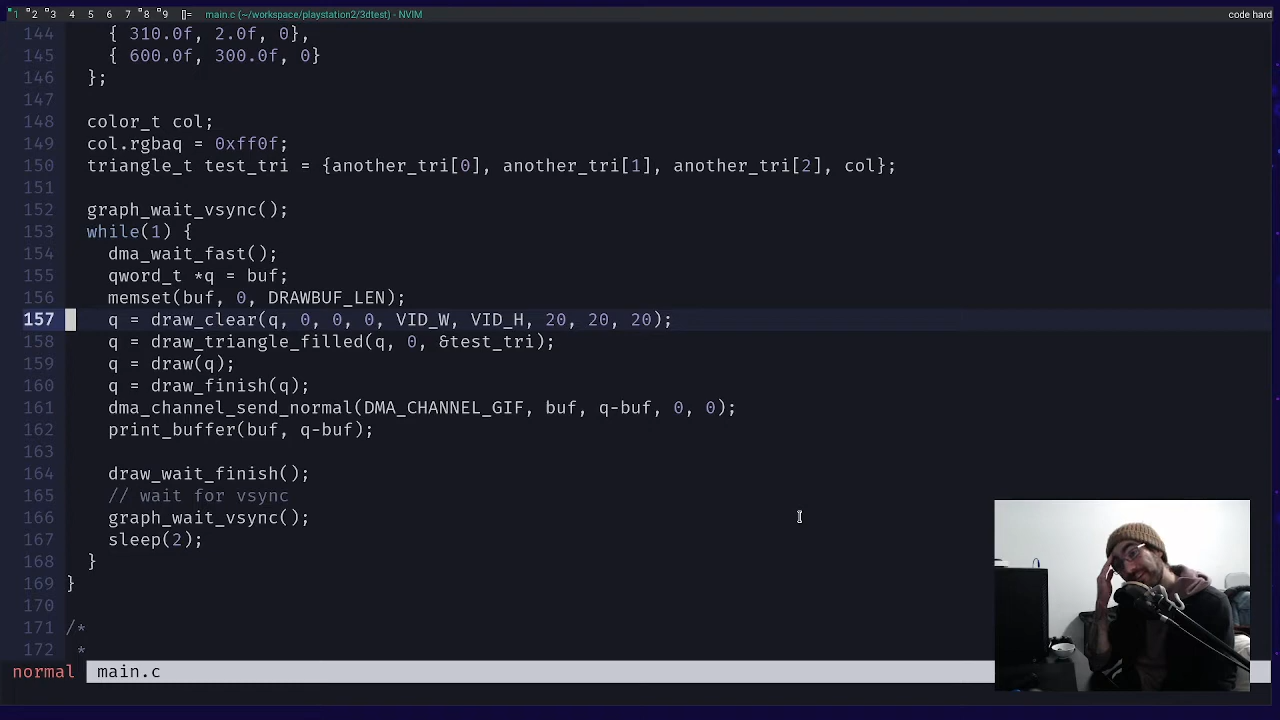 1 2 3 4 5 6 7 8 9 []= main.c (~/workspace/playstation2/3dtest) - NVIM code hard
144 { 310.0f, 2.0f, 0},
145 { 600.0f, 300.0f, 0}
146 };
147
148 color_t col;
149 col.rgbaq = 0xff0f;
150 triangle_t test_tri = {another_tri[0], another_tri[1], another_tri[2], col};
151
152 graph_wait_vsync();
153 while(1) {
154 dma_wait_fast();
155 qword_t *q = buf;
156 memset(buf, 0, DRAWBUF_LEN);
157 q = draw_clear(q, 0, 0, 0, VID_W, VID_H, 20, 20, 20);
158 q = draw_triangle_filled(q, 0, &test_tri);
159 q = draw(q);
160 q = draw_finish(q);
161 dma_channel_send_normal(DMA_CHANNEL_GIF, buf, q-buf, 0, 0);
162 print_buffer(buf, q-buf);
163
164 draw_wait_finish();
165 // wait for vsync
166 graph_wait_vsync();
167 sleep(2);
168 }
169 }
170
171 /*
172 *
normal main.c